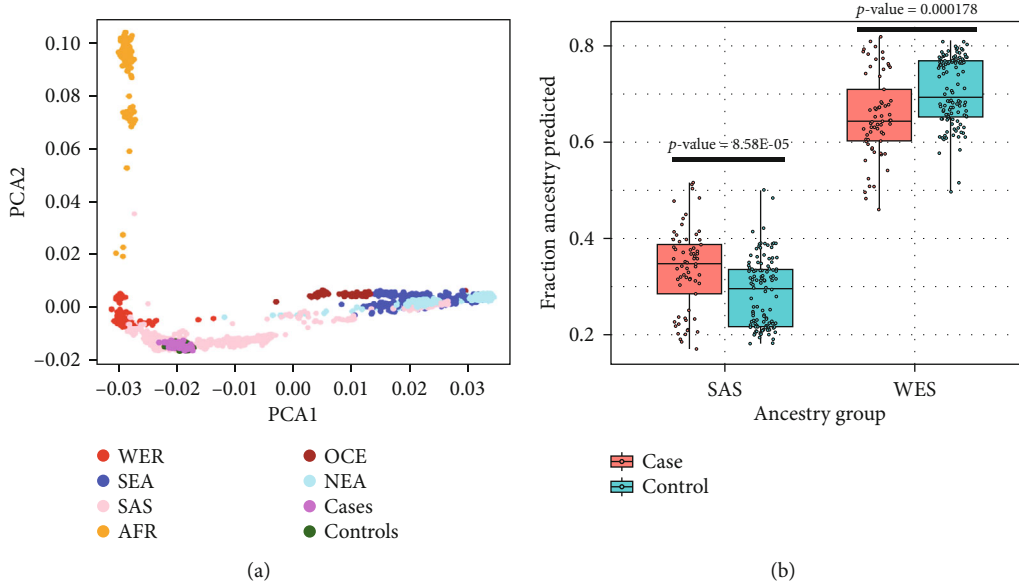 PCA2
0.10
0.08
0.06
0.04
0.02
0.00
−0.02
−0.03
−0.02
−0.01
0.00
0.01
0.02
0.03
PCA1
WER
SEA
SAS
AFR
OCE
NEA
Cases
Controls
(a)
Fraction ancestry predicted
0.8
0.6
0.4
0.2
p-value = 8.58E-05
p-value = 0.000178
SAS
WES
Ancestry group
Case
Control
(b)